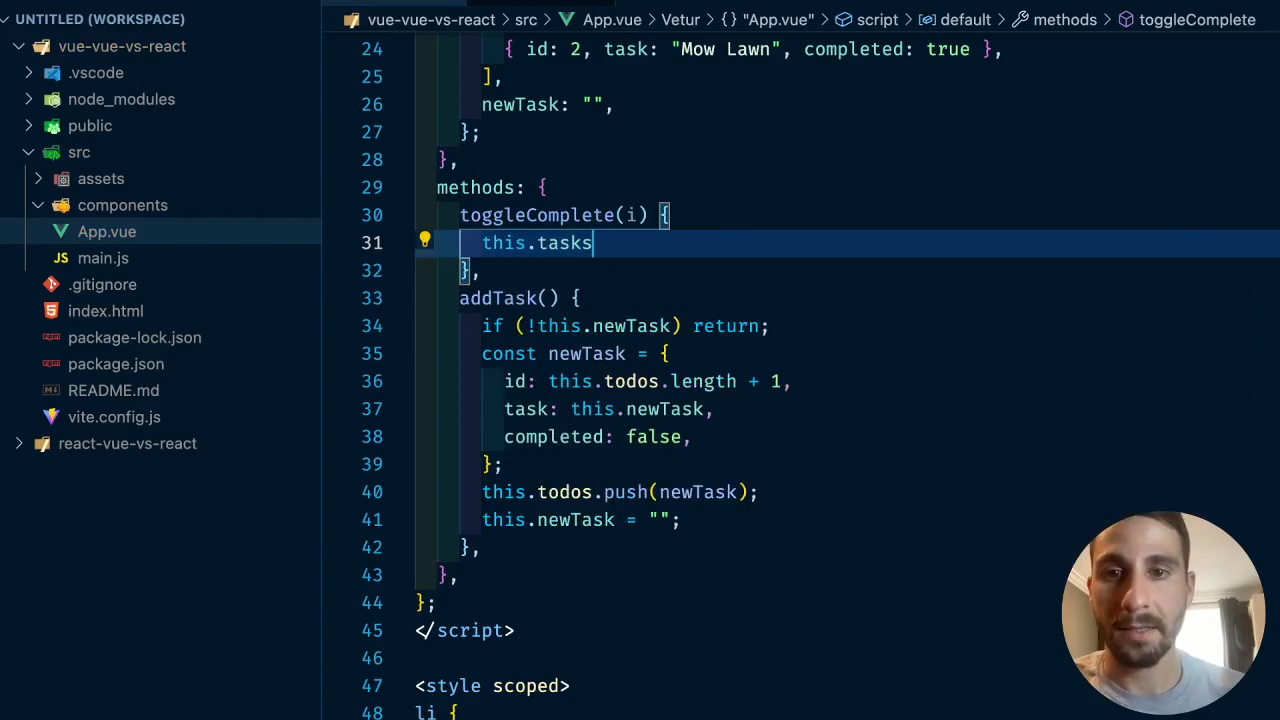 UNTITLED (WORKSPACE)
vue-vue-vs-react
.vscode
node_modules
public
src
assets
components
App.vue
JS main.js
.gitignore
index.html
package-lock.json
package.json
README.md
vite.config.js
react-vue-vs-react
vue-vue-vs-react > src > App.vue > Vetur > {} "App.vue" > script > default > methods > toggleComplete
24 { id: 2, task: "Mow Lawn", completed: true },
25 ],
26 newTask: "",
27 };
28 },
29 methods: {
30 toggleComplete(i) {
31 this.tasks
32 },
33 addTask() {
34 if (!this.newTask) return;
35 const newTask = {
36 id: this.todos.length + 1,
37 task: this.newTask,
38 completed: false,
39 };
40 this.todos.push(newTask);
41 this.newTask = "";
42 },
43 },
44 };
45 </script>
46
47 <style scoped>
48 li {